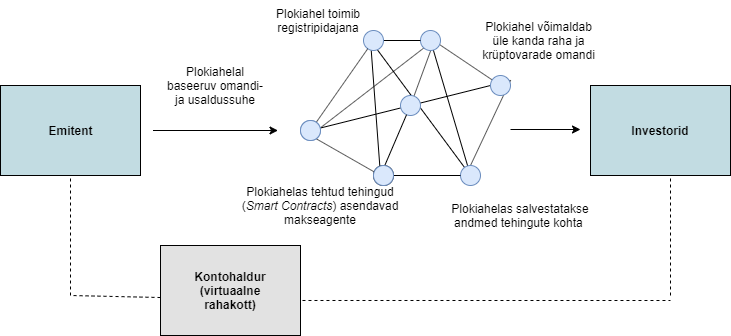 Plokiahel toimib
registripidajana
Plokiahel võimaldab
üle kanda raha ja
krüptovarade omandi
Plokiahelal
baseeruv omandi-
ja usaldussuhe
Emitent
Investorid
Plokiahelas tehtud tehingud
(Smart Contracts) asendavad
makseagente
Plokiahelas salvestatakse
andmed tehingute kohta
Kontohaldur
(virtuaalne
rahakott)